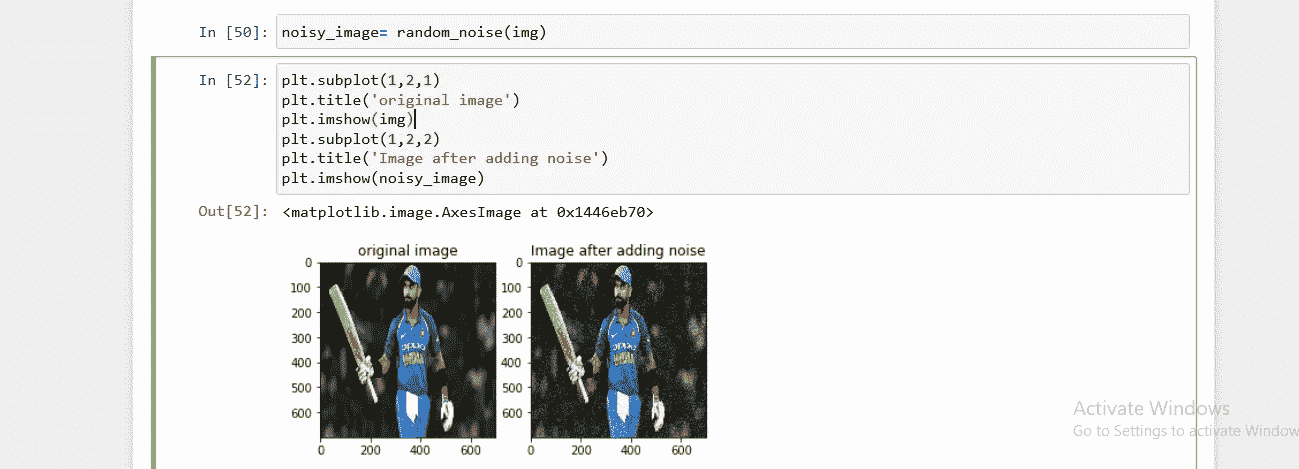 In [50]: noisy_image= random_noise(img)
In [52]: plt.subplot(1,2,1)
plt.title('original image')
plt.imshow(img)
plt.subplot(1,2,2)
plt.title('Image after adding noise')
plt.imshow(noisy_image)
Out[52]: <matplotlib.image.AxesImage at 0x1446eb70>
original image
0
100
200
300
400
500
600
0 200 400 600
oppo
Image after adding noise
0
100
200
300
400
500
600
0 200 400 600
oppo
Activate Windows
Go to Settings to activate Window